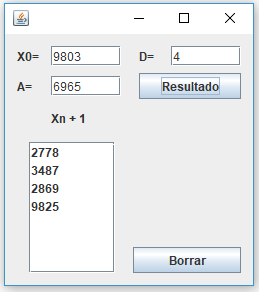 X0= 9803 D= 4
A= 6965 Resultado
Xn + 1
2778
3487
2869
9825
Borrar